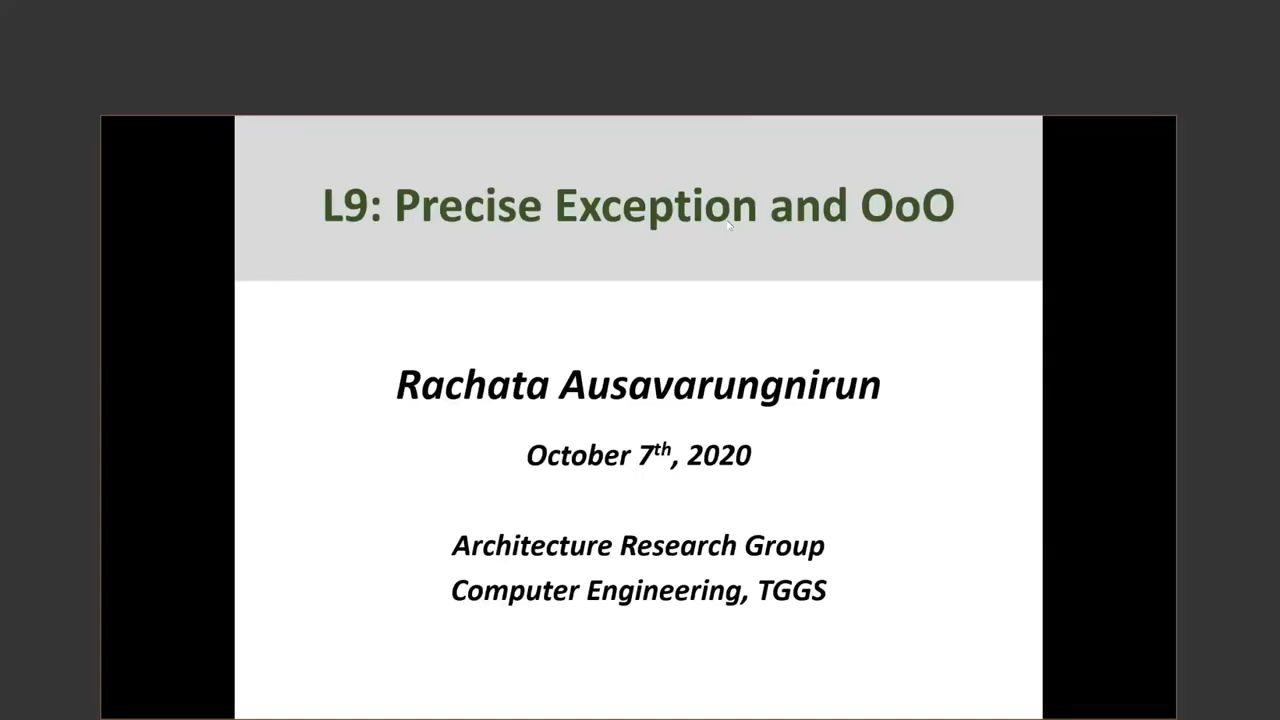 L9: Precise Exception and OoO
Rachata Ausavarungnirun
October 7th, 2020
Architecture Research Group
Computer Engineering, TGGS